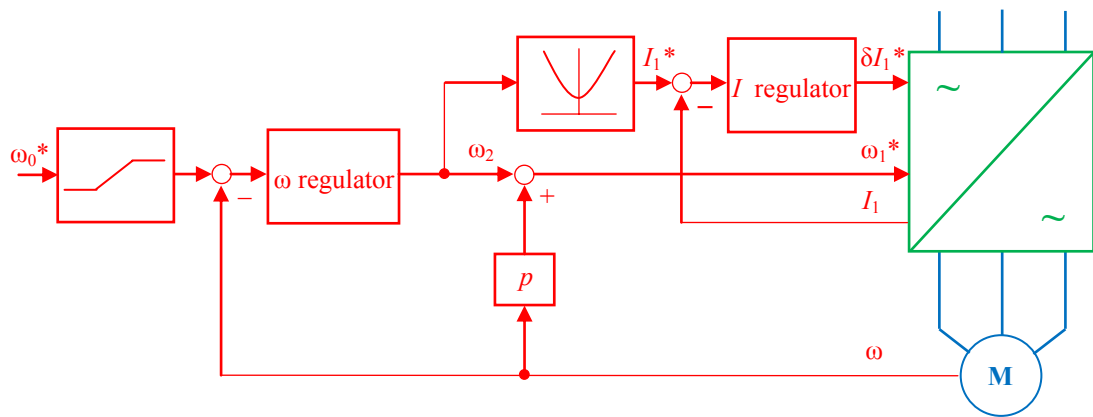 I₁*
δI₁*
I regulator
~
−
ω₀*
ω₂
ω₁*
ω regulator
−
+
I₁
~
p
ω
M